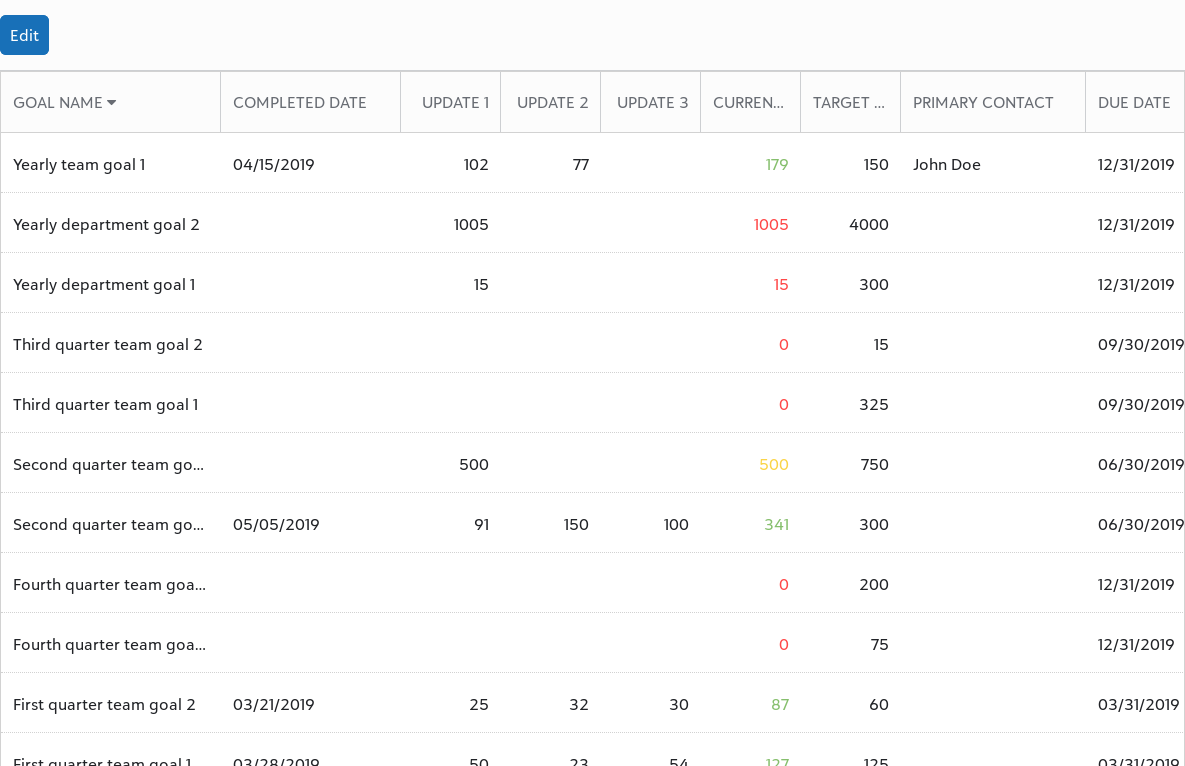 Edit
GOAL NAME COMPLETED DATE UPDATE 1 UPDATE 2 UPDATE 3 CURREN... TARGET ... PRIMARY CONTACT DUE DATE
Yearly team goal 1 04/15/2019 102 77 179 150 John Doe 12/31/2019
Yearly department goal 2 1005 1005 4000 12/31/2019
Yearly department goal 1 15 15 300 12/31/2019
Third quarter team goal 2 0 15 09/30/2019
Third quarter team goal 1 0 325 09/30/2019
Second quarter team go... 500 500 750 06/30/2019
Second quarter team go... 05/05/2019 91 150 100 341 300 06/30/2019
Fourth quarter team goa... 0 200 12/31/2019
Fourth quarter team goa... 0 75 12/31/2019
First quarter team goal 2 03/21/2019 25 32 30 87 60 03/31/2019
First quarter team goal 1 03/28/2019 50 23 54 127 125 03/31/2019